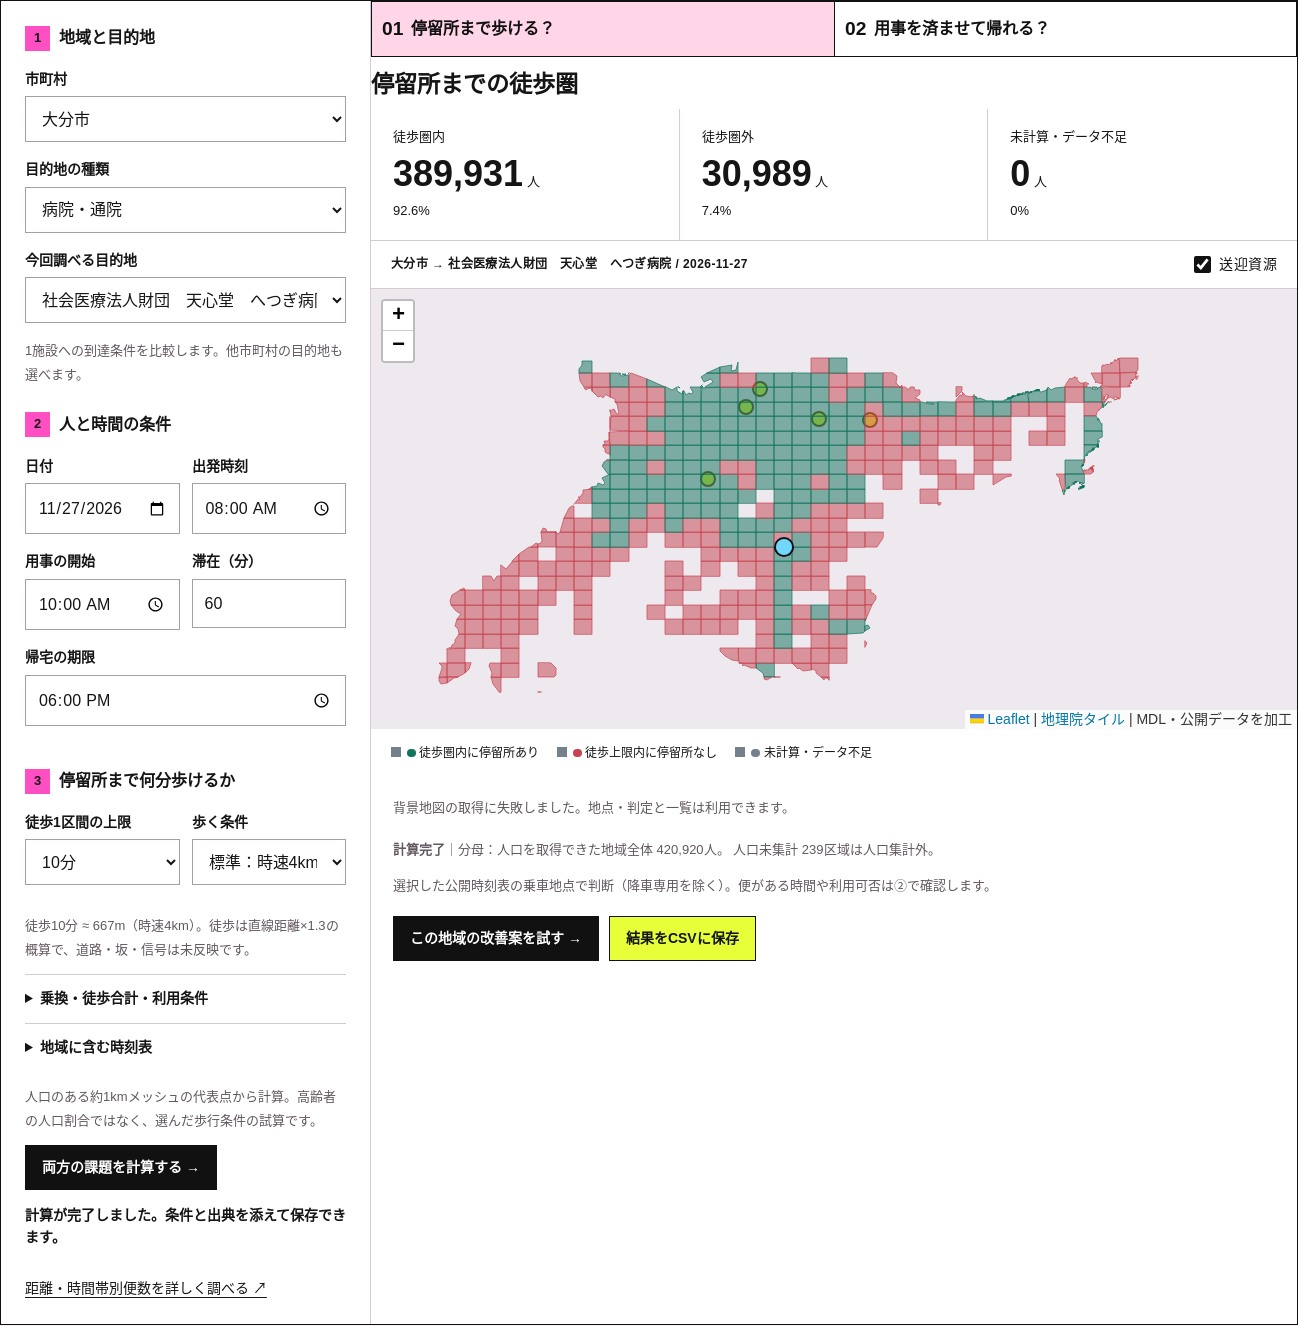 1 地域と目的地
市町村
大分市
目的地の種類
病院・通院
今回調べる目的地
社会医療法人財団　天心堂　へつぎ病
1施設への到達条件を比較します。他市町村の目的地も
選べます。
2 人と時間の条件
日付
出発時刻
11/27/2026
08:00 AM
用事の開始
滞在（分）
10:00 AM
60
帰宅の期限
06:00 PM
3 停留所まで何分歩けるか
徒歩1区間の上限
歩く条件
10分
標準：時速4km
徒歩10分 ≈ 667m（時速4km）。徒歩は直線距離×1.3の
概算で、道路・坂・信号は未反映です。
▶ 乗換・徒歩合計・利用条件
▶ 地域に含む時刻表
人口のある約1kmメッシュの代表点から計算。高齢者
の人口割合ではなく、選んだ歩行条件の試算です。
両方の課題を計算する →
計算が完了しました。条件と出典を添えて保存でき
ます。
距離・時間帯別便数を詳しく調べる ↗
01 停留所まで歩ける？
02 用事を済ませて帰れる？
停留所までの徒歩圏
徒歩圏内
389,931 人
92.6%
徒歩圏外
30,989 人
7.4%
未計算・データ不足
0 人
0%
大分市 → 社会医療法人財団　天心堂　へつぎ病院 / 2026-11-27
送迎資源
+
−
Leaflet | 地理院タイル | MDL・公開データを加工
徒歩圏内に停留所あり
徒歩上限内に停留所なし
未計算・データ不足
背景地図の取得に失敗しました。地点・判定と一覧は利用できます。
計算完了｜分母：人口を取得できた地域全体 420,920人。 人口未集計 239区域は人口集計外。
選択した公開時刻表の乗車地点で判断（降車専用を除く）。便がある時間や利用可否は②で確認します。
この地域の改善案を試す →
結果をCSVに保存